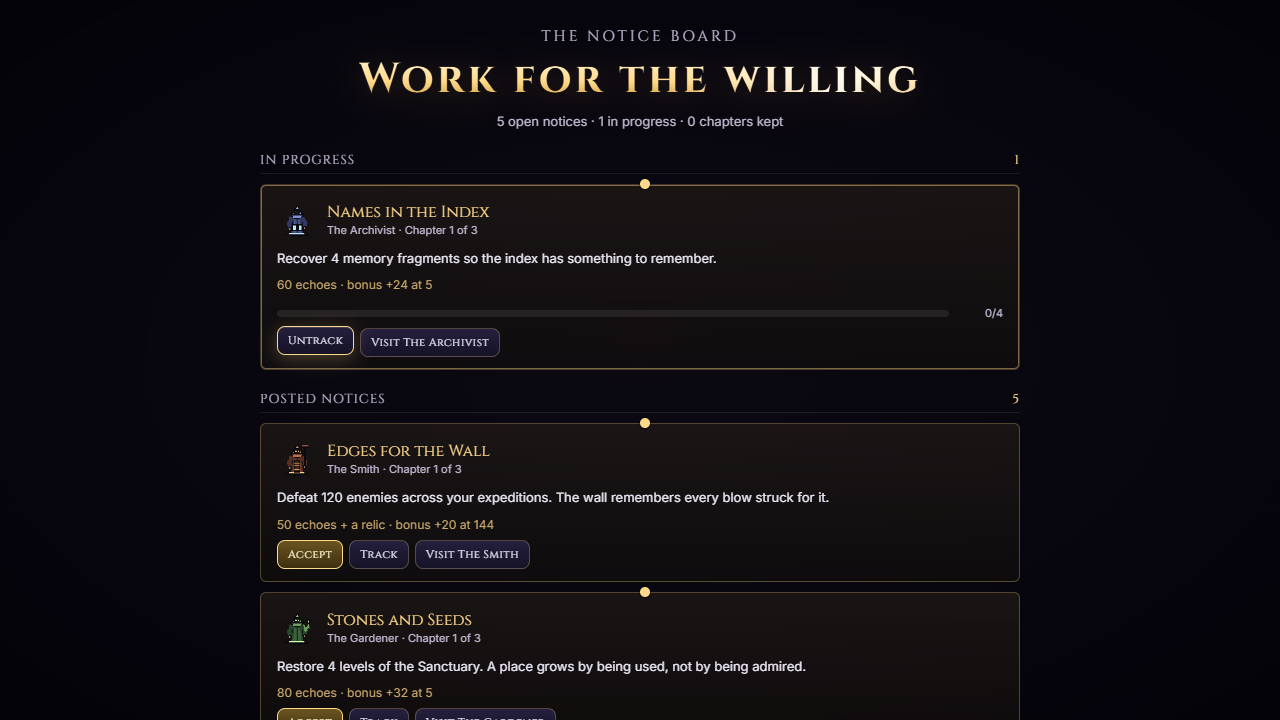 THE NOTICE BOARD
Work for the willing
5 open notices · 1 in progress · 0 chapters kept
IN PROGRESS 1
Names in the Index
The Archivist · Chapter 1 of 3
Recover 4 memory fragments so the index has something to remember.
60 echoes · bonus +24 at 5
0/4
Untrack Visit The Archivist
POSTED NOTICES 5
Edges for the Wall
The Smith · Chapter 1 of 3
Defeat 120 enemies across your expeditions. The wall remembers every blow struck for it.
50 echoes + a relic · bonus +20 at 144
Accept Track Visit The Smith
Stones and Seeds
The Gardener · Chapter 1 of 3
Restore 4 levels of the Sanctuary. A place grows by being used, not by being admired.
80 echoes · bonus +32 at 5
Accept Track Visit The Gardener